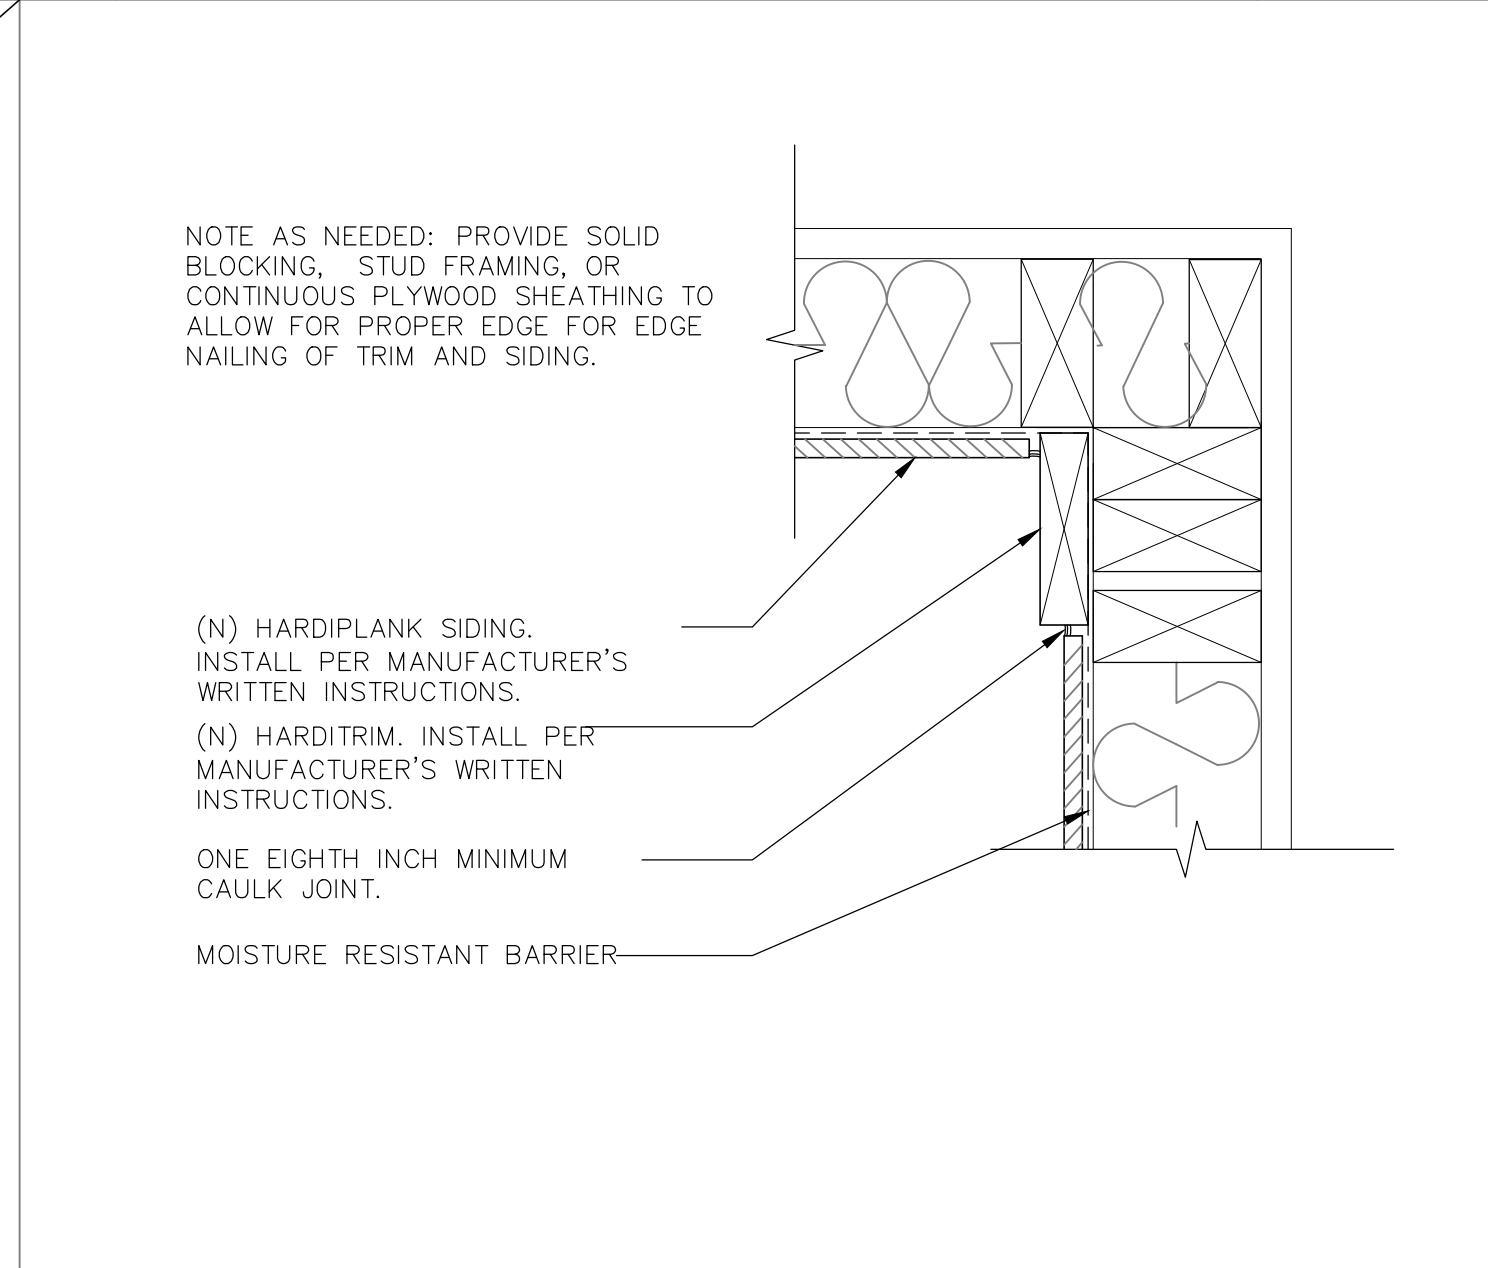 NOTE AS NEEDED: PROVIDE SOLID
BLOCKING, STUD FRAMING, OR
CONTINUOUS PLYWOOD SHEATHING TO
ALLOW FOR PROPER EDGE FOR EDGE
NAILING OF TRIM AND SIDING.
(N) HARDIPLANK SIDING.
INSTALL PER MANUFACTURER'S
WRITTEN INSTRUCTIONS.
(N) HARDITRIM. INSTALL PER
MANUFACTURER'S WRITTEN
INSTRUCTIONS.
ONE EIGHTH INCH MINIMUM
CAULK JOINT.
MOISTURE RESISTANT BARRIER